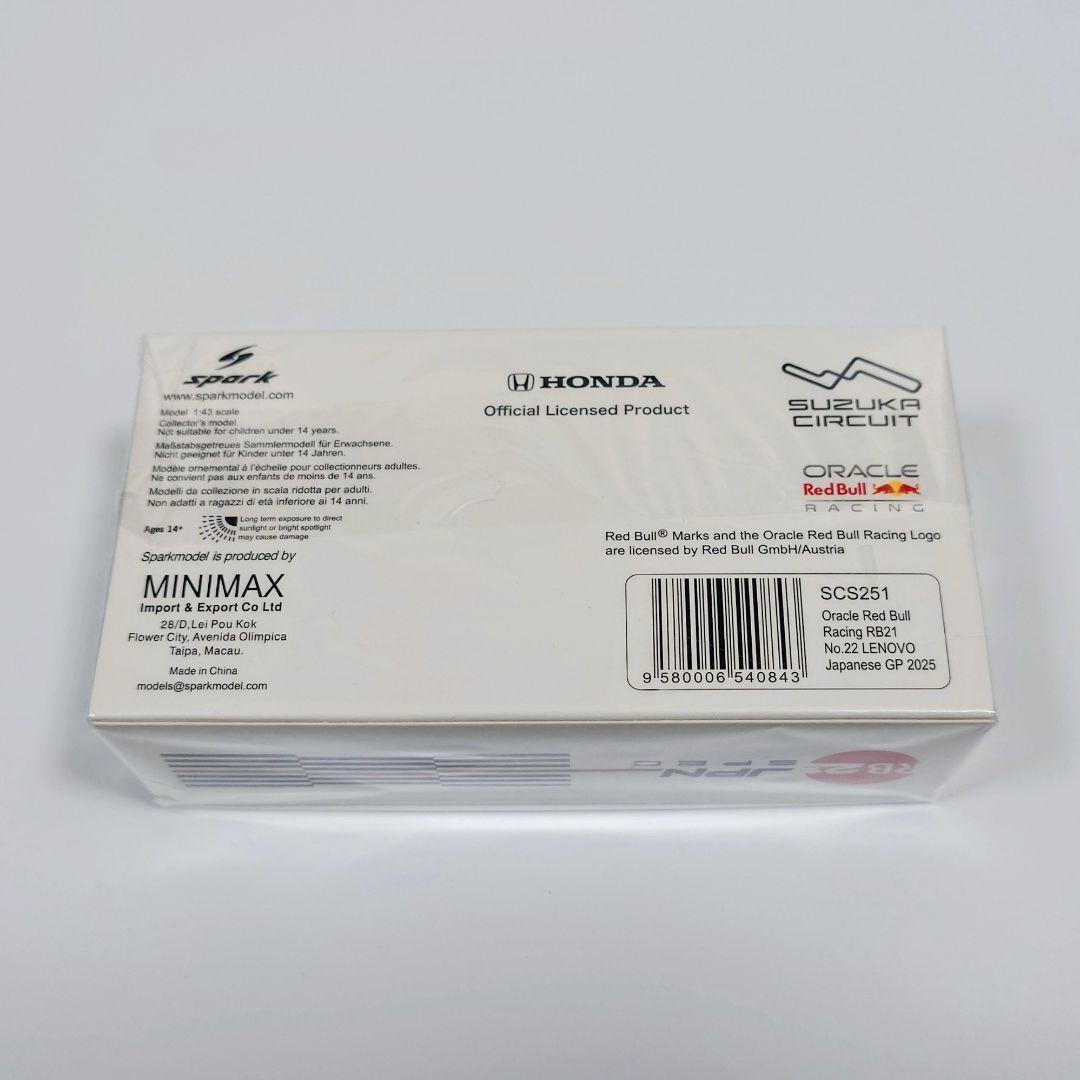 spark
www.sparkmodel.com
Model 1:43 scale
Collector's model.
Not suitable for children under 14 years.
Maßstabsgetreues Sammlermodell für Erwachsene.
Nicht geeignet für Kinder unter 14 Jahren.
Modèle ornemental à l'échelle pour collectionneurs adultes.
Ne convient pas aux enfants de moins de 14 ans.
Modelli da collezione in scala ridotta per adulti.
Non adatti a ragazzi di età inferiore ai 14 anni.
Ages 14+
Long term exposure to direct
sunlight or bright spotlight
may cause damage
Sparkmodel is produced by
MINIMAX
Import & Export Co Ltd
28/D,Lei Pou Kok
Flower City, Avenida Olimpica
Taipa, Macau.
Made in China
models@sparkmodel.com
HONDA
Official Licensed Product
SUZUKA
CIRCUIT
ORACLE
Red Bull
RACING
Red Bull® Marks and the Oracle Red Bull Racing Logo
are licensed by Red Bull GmbH/Austria
9 580006 540843
SCS251
Oracle Red Bull
Racing RB21
No.22 LENOVO
Japanese GP 2025
JPN
SPEC